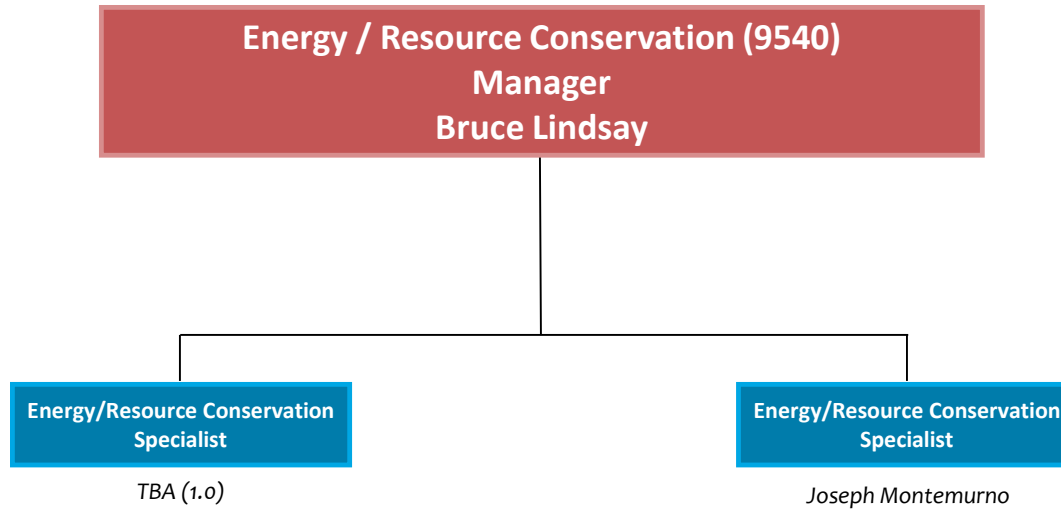 Energy / Resource Conservation (9540)
Manager
Bruce Lindsay
Energy/Resource Conservation
Specialist
TBA (1.0)
Energy/Resource Conservation
Specialist
Joseph Montemurno